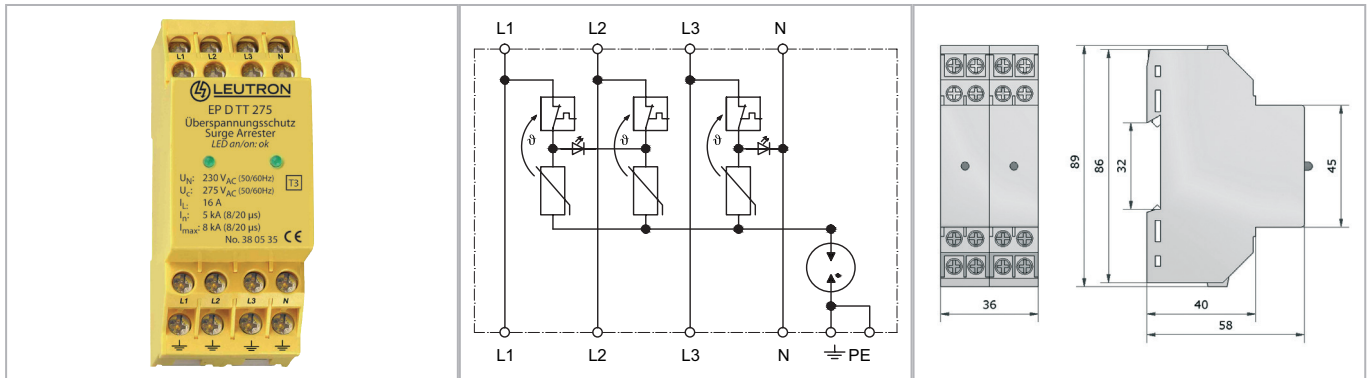 L1 L2 L3 N
LEUTRON
EP D TT 275
Überspannungsschutz
Surge Arrester
LED an/on: ok
UN: 230 VAC (50/60Hz)
Uc: 275 VAC (50/60Hz)
T3
IL: 16 A
In: 5 kA (8/20 µs)
Imax: 8 kA (8/20 µs)
No. 38 05 35 CE
L1 L2 L3 N
L1 L2 L3 N
ϑ ϑ ϑ
L1 L2 L3 N PE
89
86
32
45
36
40
58